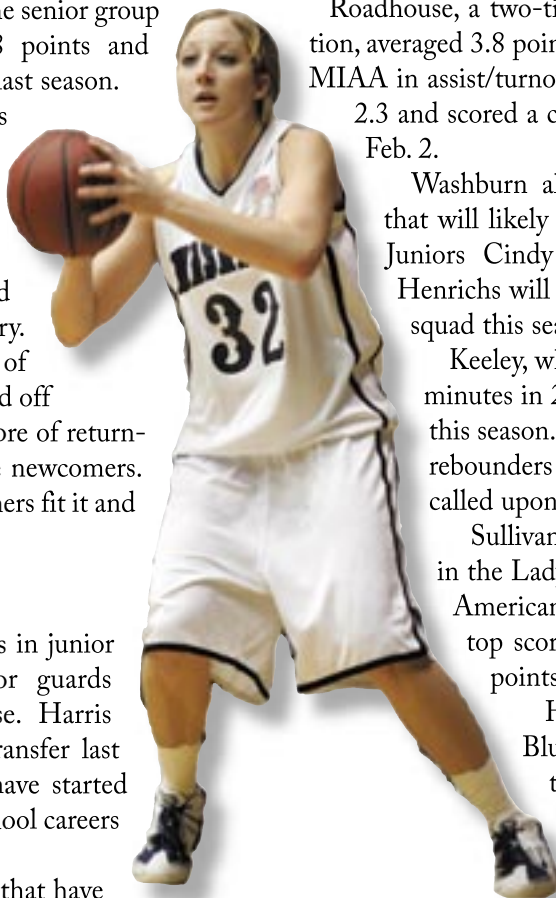 e senior group
points and
last season.
s
d
ry.
of
d off
ore of return-
newcomers.
ers fit it and
s in junior
or guards
se. Harris
ransfer last
have started
ool careers
that have
32
Roadhouse, a two-ti
tion, averaged 3.8 poin
MIAA in assist/turno
2.3 and scored a c
Feb. 2.
Washburn al
that will likely
Juniors Cindy
Henrichs will
squad this sea
Keeley, wh
minutes in 2
this season.
rebounders
called upon
Sullivan
in the Lad
American
top scor
points
H
Blu
t